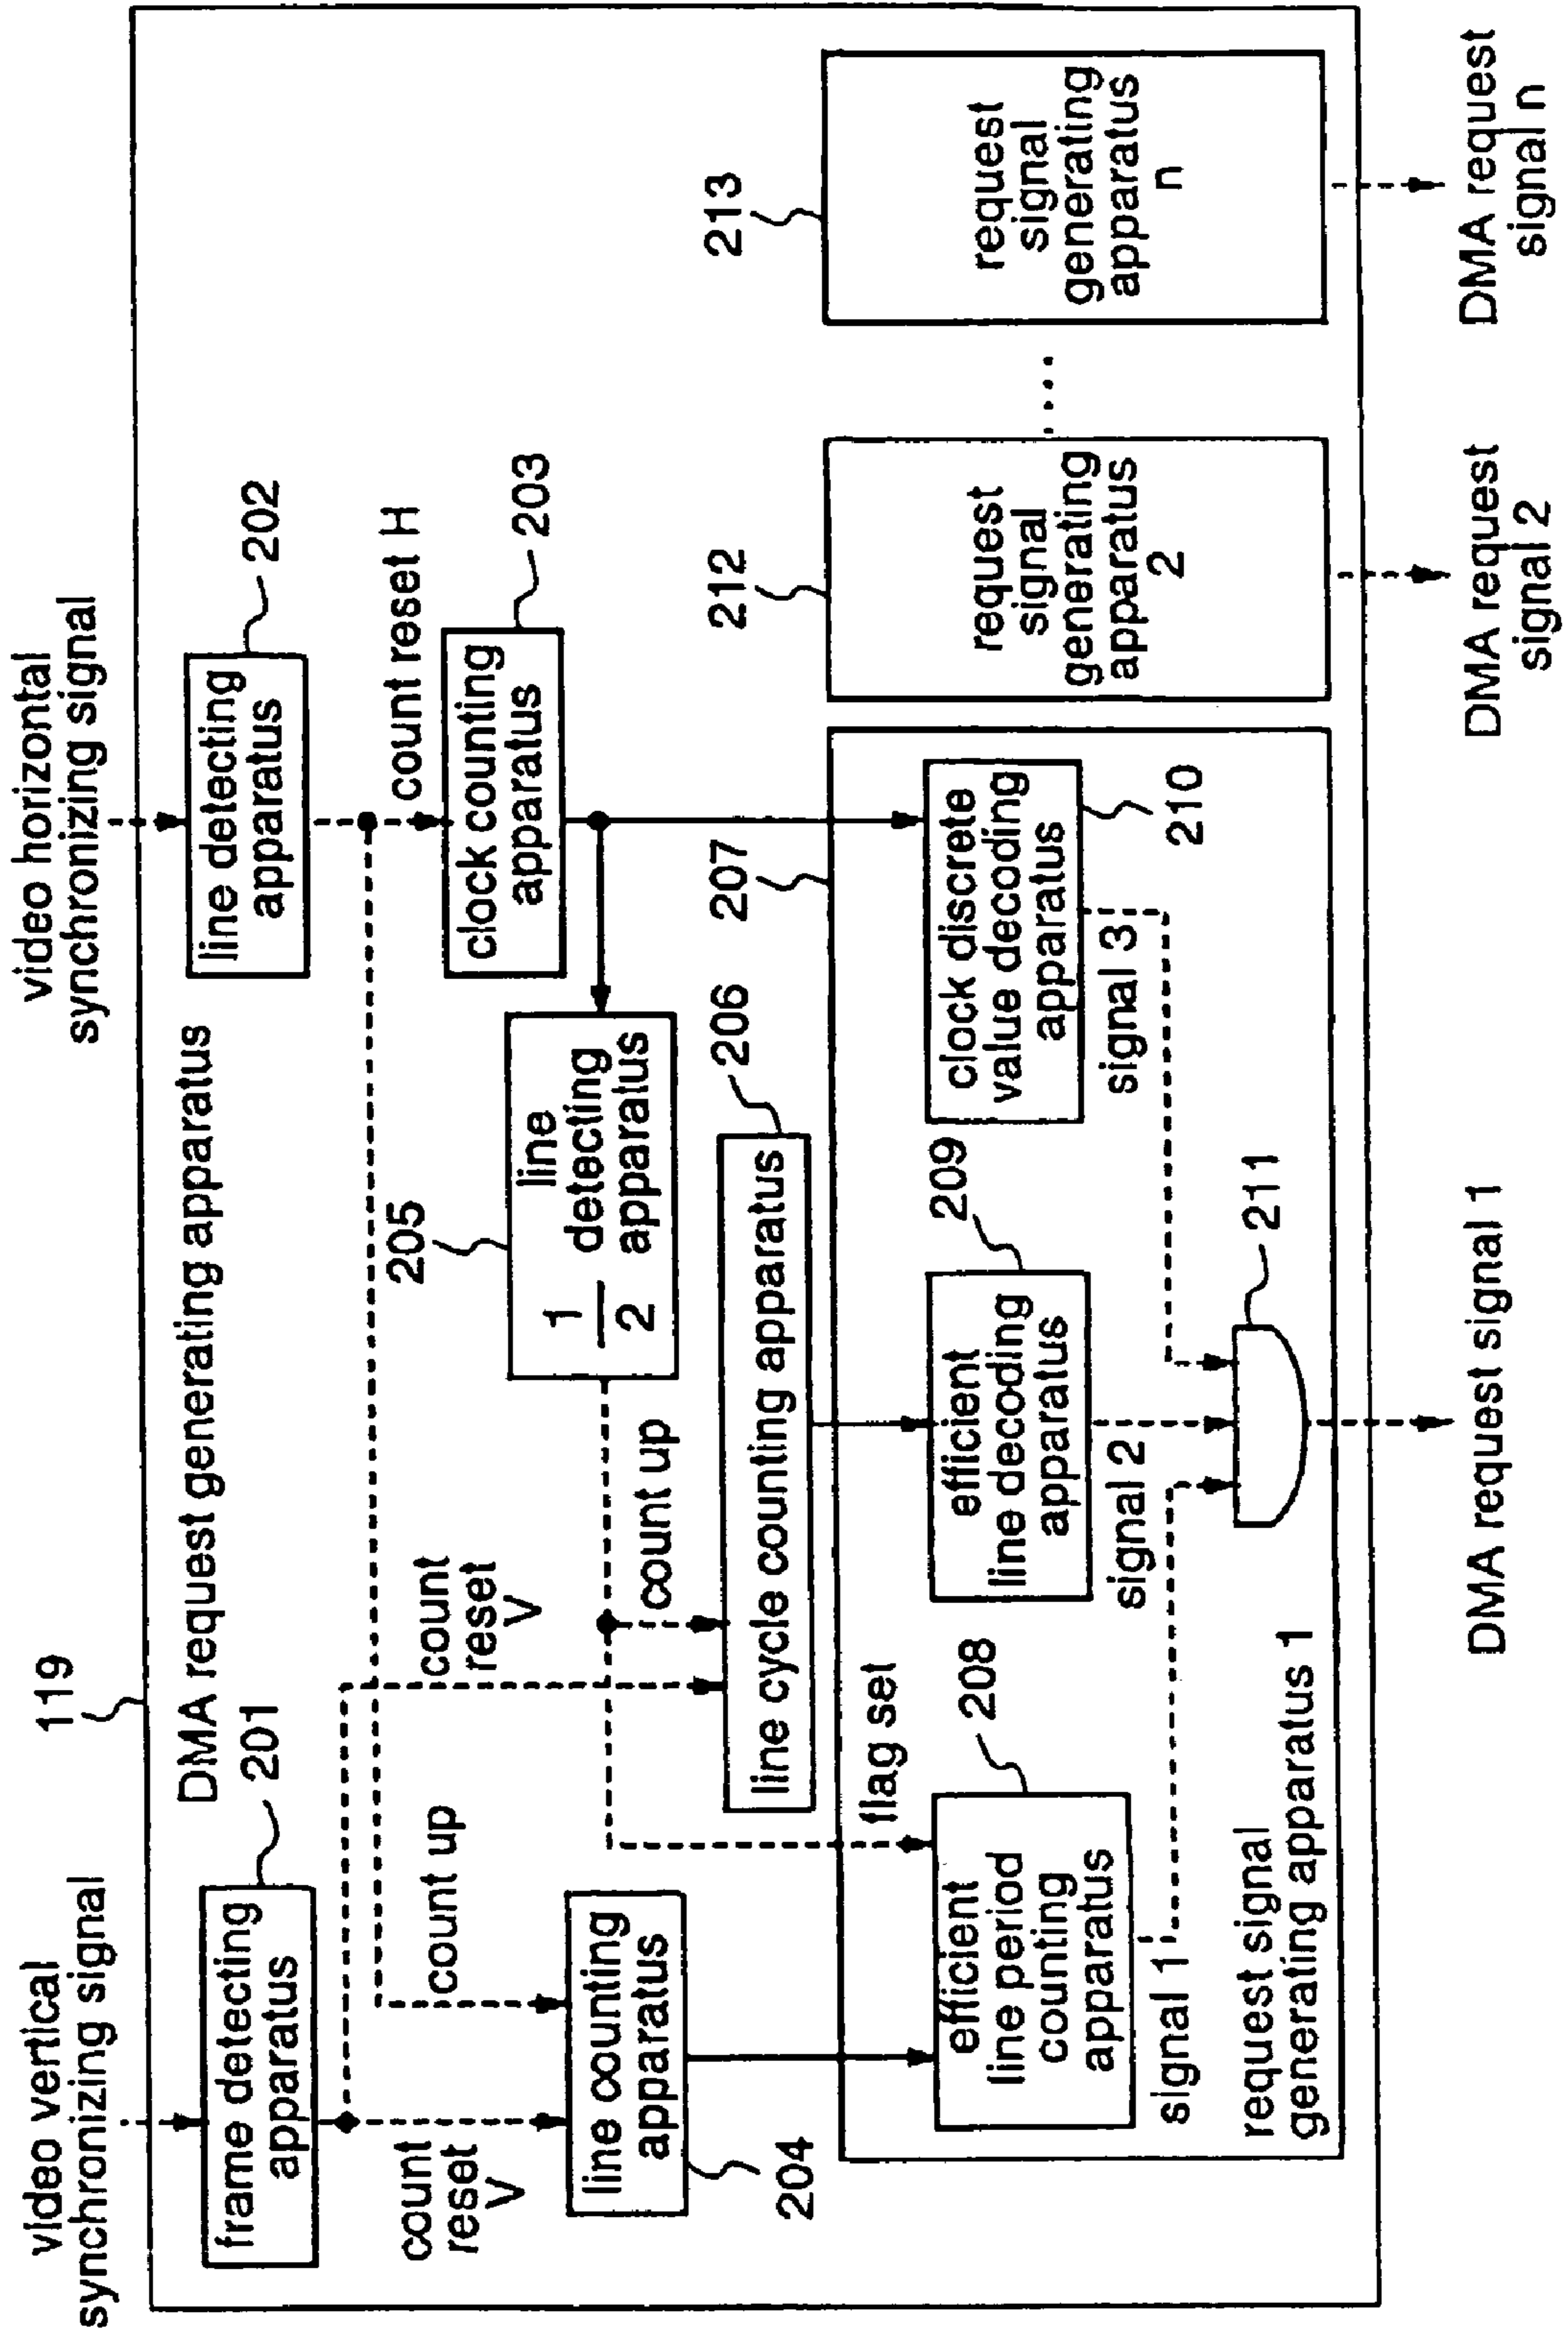 video vertical
synchronizing signal
video horizontal
synchronizing signal
119
DMA request generating apparatus
201
frame detecting
apparatus
202
line detecting
apparatus
count
reset
V
count up
count
reset
V
count reset H
203
clock counting
apparatus
204
line counting
apparatus
205
1
2
line
detecting
apparatus
count up
206
line cycle counting apparatus
flag set
207
208
efficient
line period
counting
apparatus
209
efficient
line decoding
apparatus
210
clock discrete
value decoding
apparatus
signal 1
signal 2
signal 3
211
request signal
generating apparatus 1
212
request
signal
generating
apparatus
2
....
213
request
signal
generating
apparatus
n
DMA request signal 1
DMA request
signal 2
DMA request
signal n